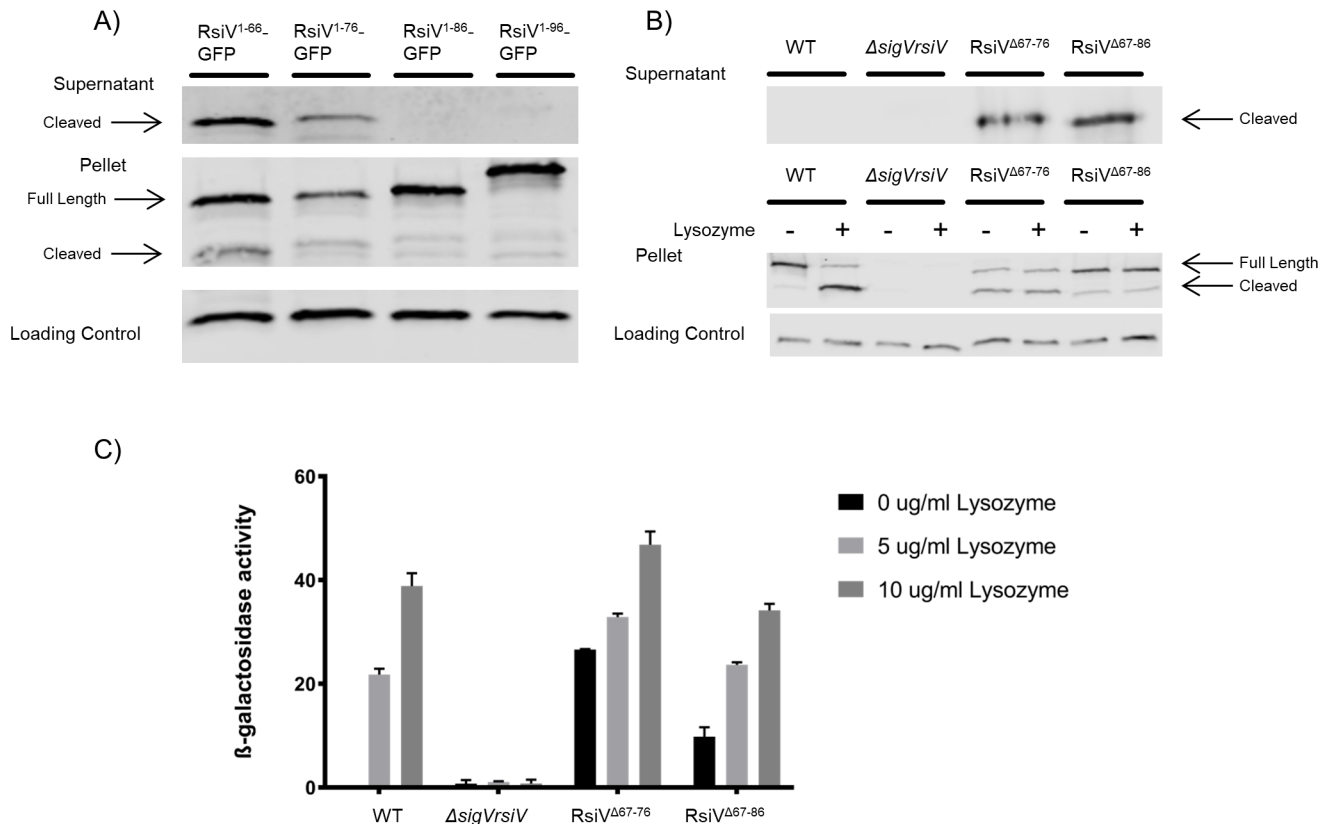 A)
RsiV1-66-
GFP
RsiV1-76-
GFP
RsiV1-86-
GFP
RsiV1-96-
GFP
Supernatant
Cleaved
Pellet
Full Length
Cleaved
Loading Control
B)
WT
ΔsigVrsiV
RsiVΔ67-76
RsiVΔ67-86
Supernatant
Cleaved
WT
ΔsigVrsiV
RsiVΔ67-76
RsiVΔ67-86
Lysozyme - + - + - + - +
Pellet
Full Length
Cleaved
Loading Control
C)
ß-galactosidase activity
60
40
20
0
WT
ΔsigVrsiV
RsiVΔ67-76
RsiVΔ67-86
0 ug/ml Lysozyme
5 ug/ml Lysozyme
10 ug/ml Lysozyme